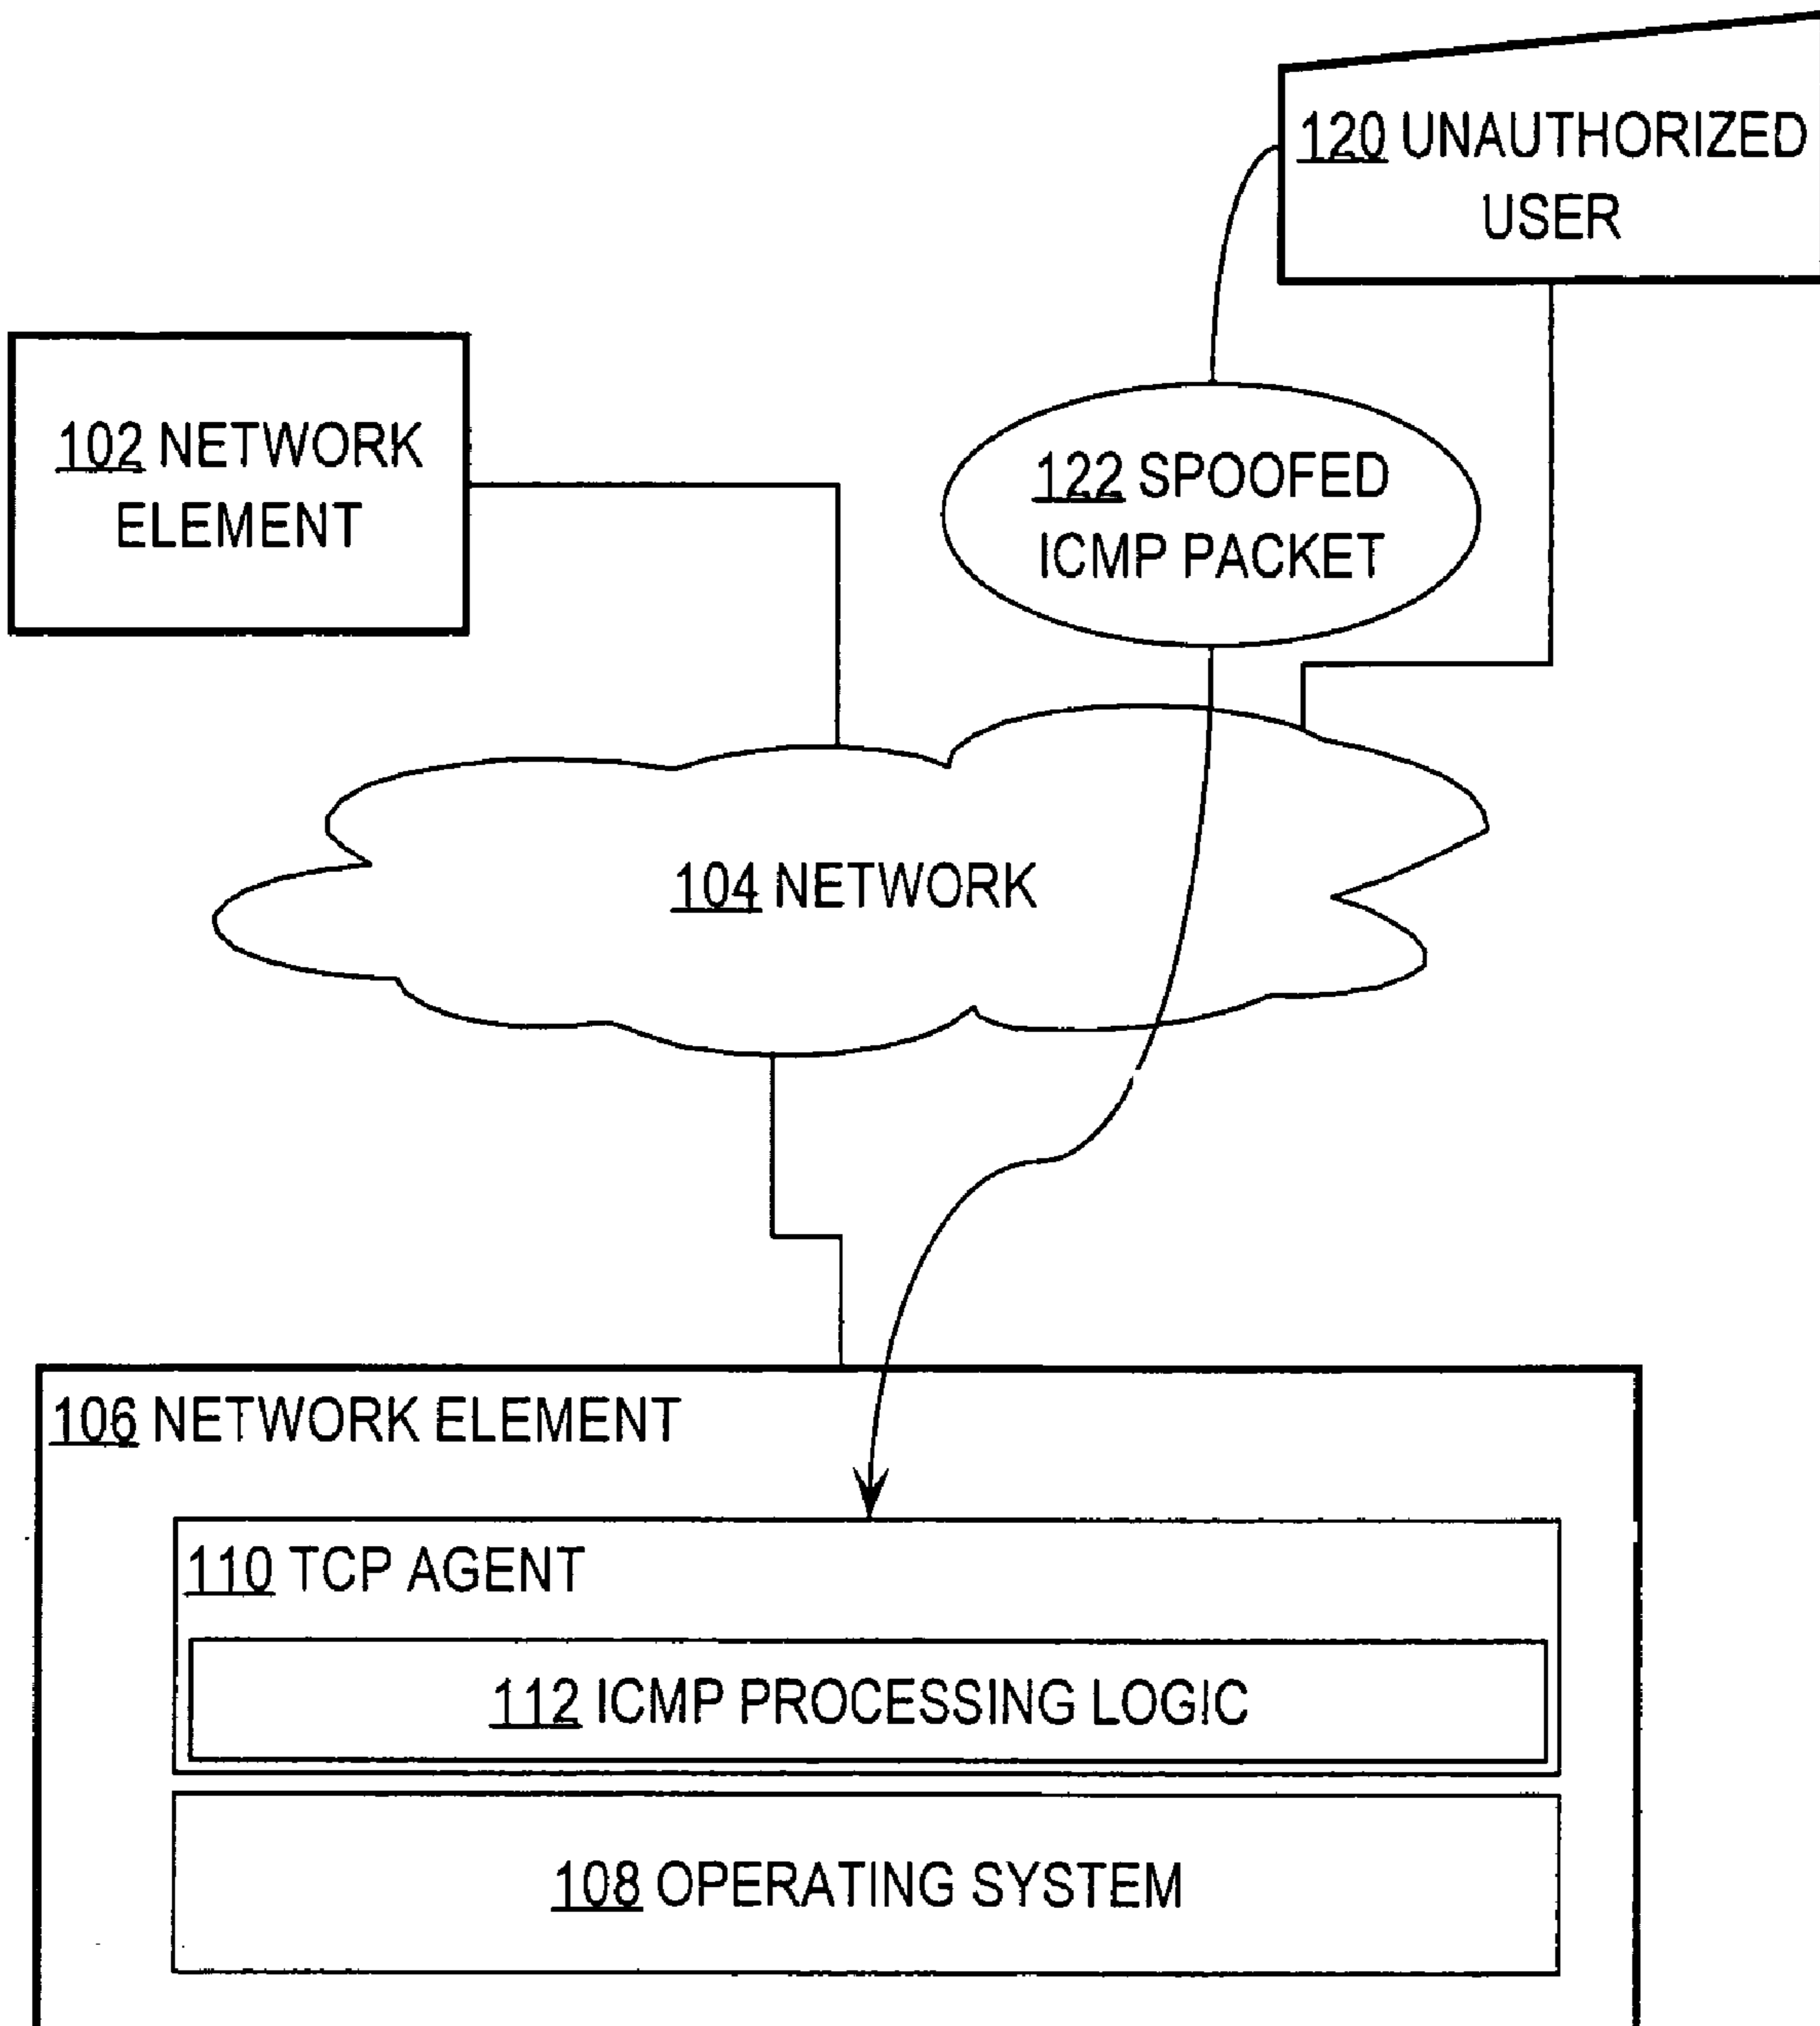 120 UNAUTHORIZED
USER
102 NETWORK
ELEMENT
122 SPOOFED
ICMP PACKET
104 NETWORK
106 NETWORK ELEMENT
110 TCP AGENT
112 ICMP PROCESSING LOGIC
108 OPERATING SYSTEM